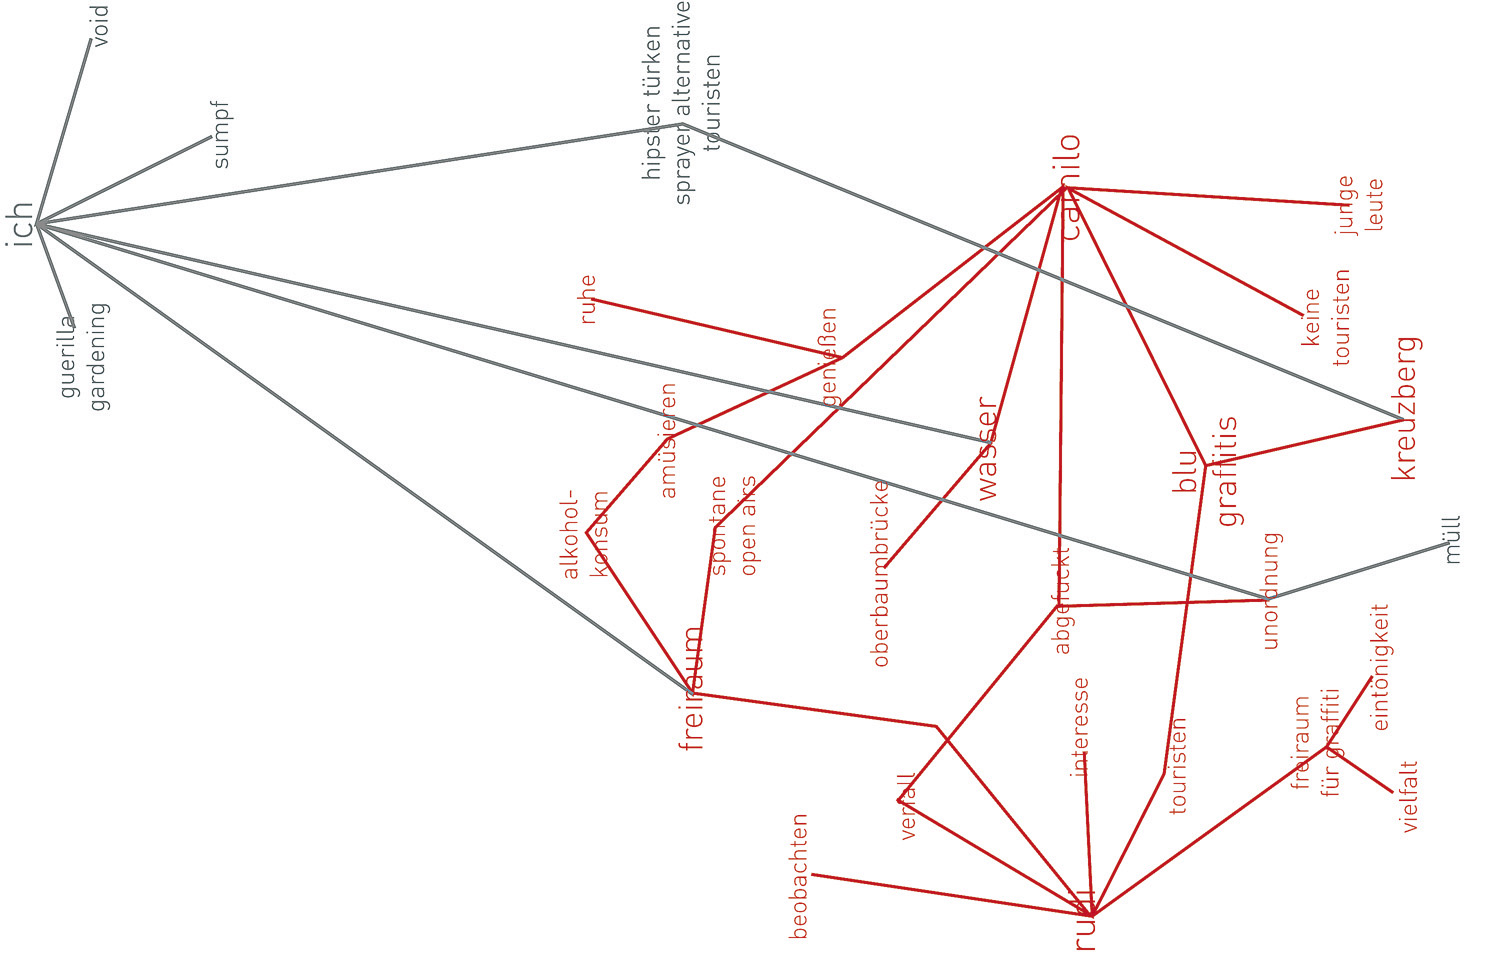 ich
void
sumpf
guerilla
gardening
hipster türken
sprayer alternative
touristen
camilo
junge
leute
keine
touristen
kreuzberg
ruhe
genießen
amüsieren
alkohol-
konsum
spontane
open airs
wasser
oberbaumbrücke
blu
graffitis
abgefuckt
unordnung
müll
freiraum
verfall
interesse
touristen
freiraum
für graffiti
eintönigkeit
vielfalt
beobachten